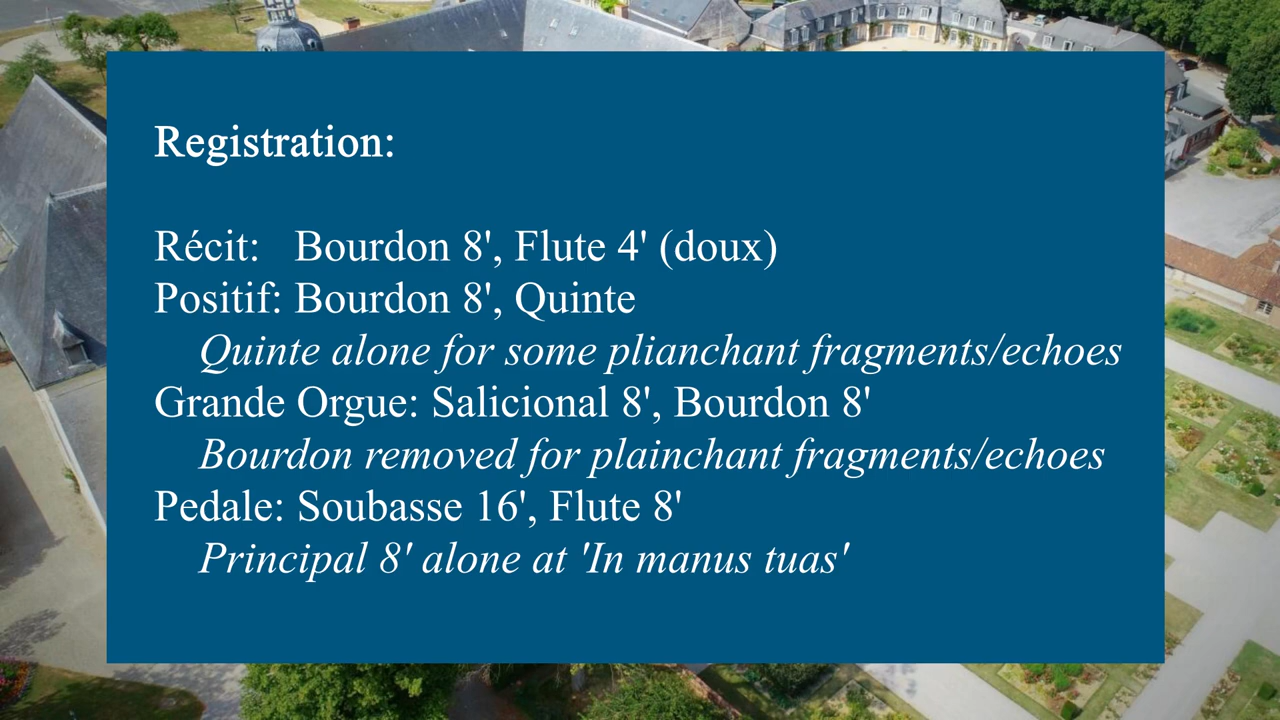 Registration:
Récit: Bourdon 8', Flute 4' (doux)
Positif: Bourdon 8', Quinte
Quinte alone for some plianchant fragments/echoes
Grande Orgue: Salicional 8', Bourdon 8'
Bourdon removed for plainchant fragments/echoes
Pedale: Soubasse 16', Flute 8'
Principal 8' alone at 'In manus tuas'